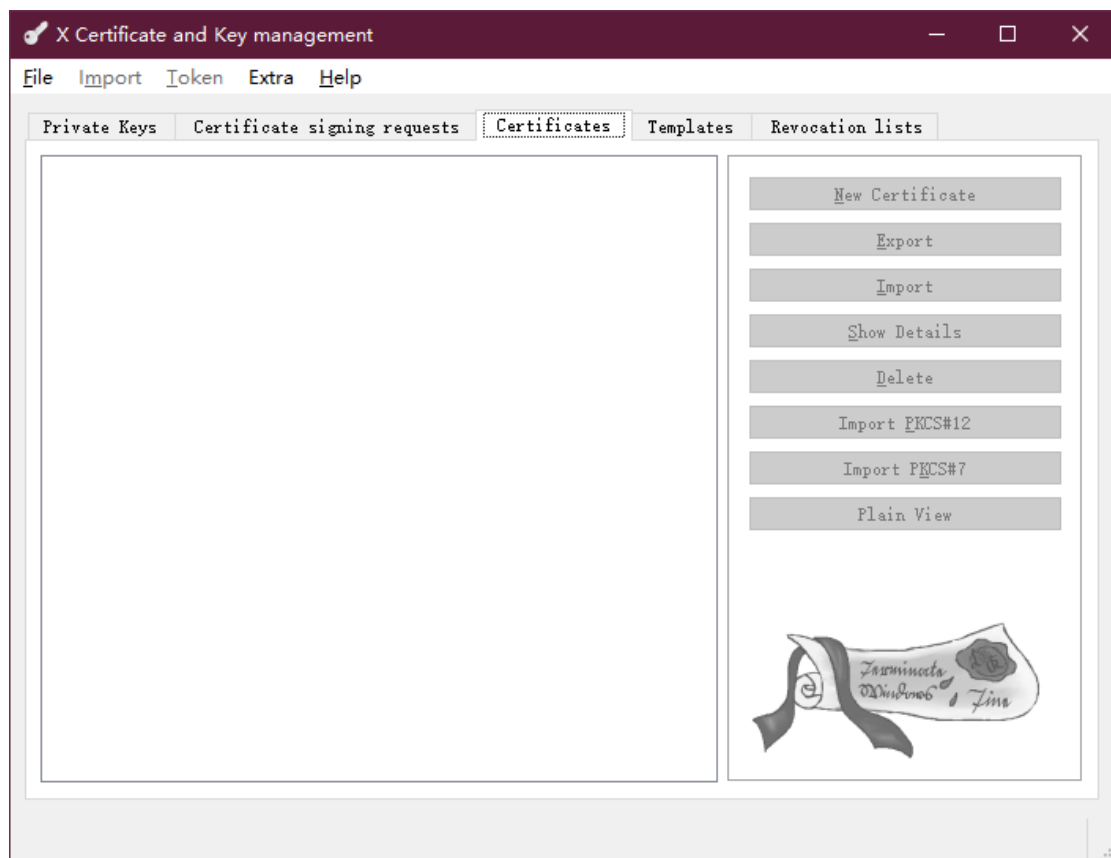 X Certificate and Key management
File Import Token Extra Help
Private Keys Certificate signing requests Certificates Templates Revocation lists
New Certificate
Export
Import
Show Details
Delete
Import PKCS#12
Import PKCS#7
Plain View
Windows